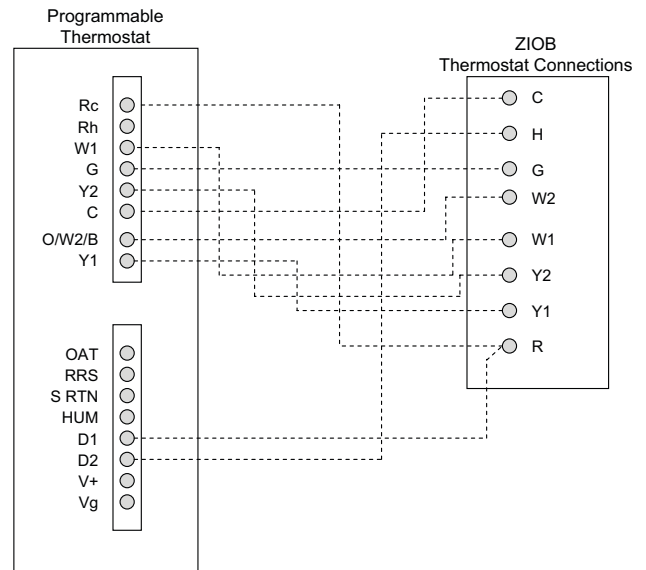 Programmable
Thermostat
Rc
Rh
W1
G
Y2
C
O/W2/B
Y1
OAT
RRS
S RTN
HUM
D1
D2
V+
Vg
ZIOB
Thermostat Connections
C
H
G
W2
W1
Y2
Y1
R